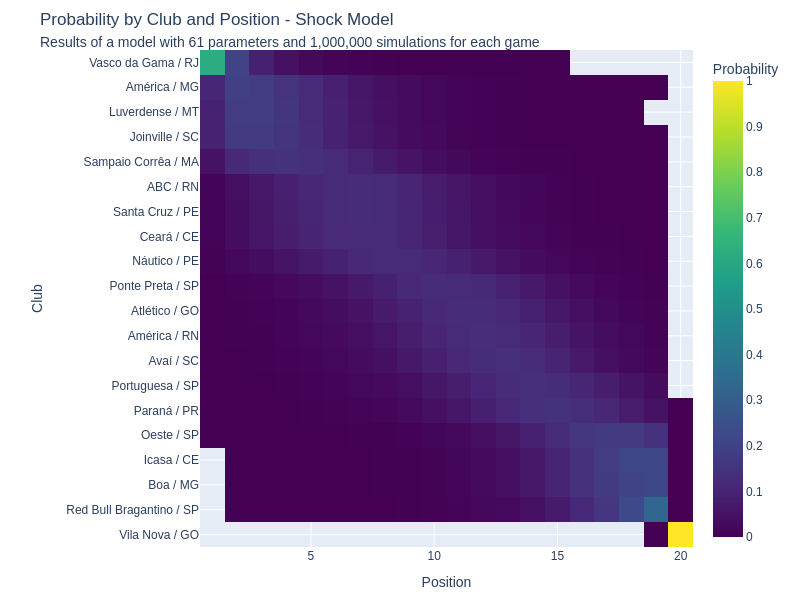 Probability by Club and Position - Shock Model
Results of a model with 61 parameters and 1,000,000 simulations for each game
Probability
Vasco da Gama / RJ
América / MG
Luverdense / MT
Joinville / SC
Sampaio Corrêa / MA
ABC / RN
Santa Cruz / PE
Ceará / CE
Náutico / PE
Ponte Preta / SP
Atlético / GO
América / RN
Avaí / SC
Portuguesa / SP
Paraná / PR
Oeste / SP
Icasa / CE
Boa / MG
Red Bull Bragantino / SP
Vila Nova / GO
Club
5
10
15
20
Position
1
0.9
0.8
0.7
0.6
0.5
0.4
0.3
0.2
0.1
0